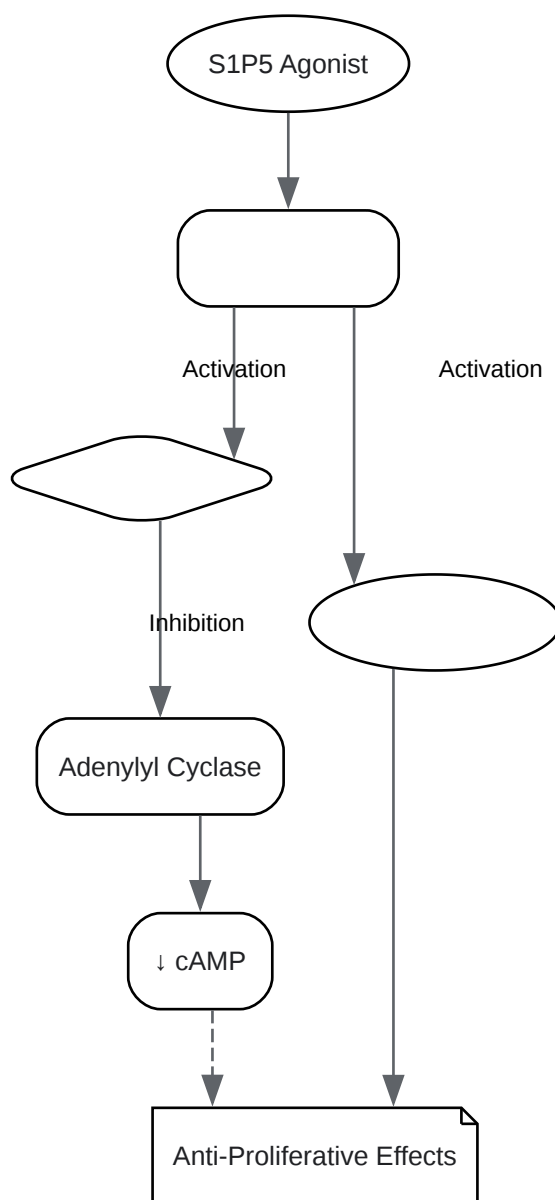 S1P5 Agonist
Activation
Activation
Inhibition
Adenylyl Cyclase
↓ cAMP
Anti-Proliferative Effects